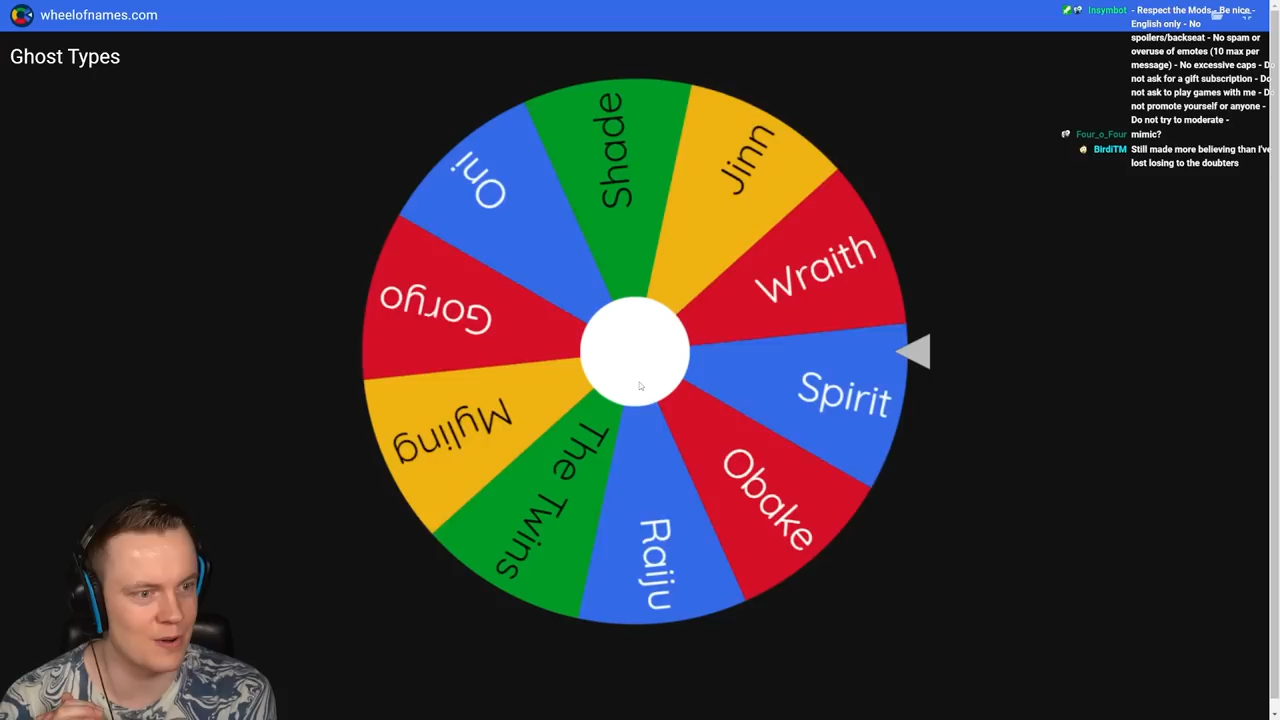 wheelofnames.com
Ghost Types
Shade
Jinn
Wraith
Spirit
Obake
Raiju
The Twins
Myling
Goryo
Oni
Insymbot - Respect the Mods - Be nice -
English only - No
spoilers/backseat - No spam or
overuse of emotes (10 max per
message) - No excessive caps - Do
not ask for a gift subscription - Do
not ask to play games with me - Do
not promote yourself or anyone -
Do not try to moderate -
Four_o_Four mimic?
BirdiTM Still made more believing than I've
lost losing to the doubters